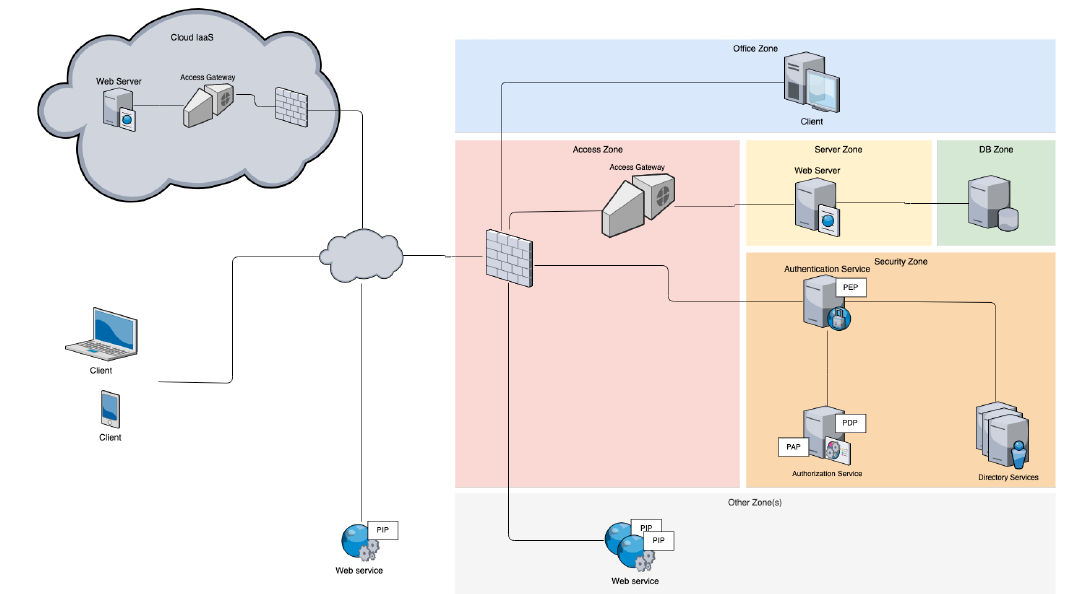 Cloud IaaS
Web Server
Access Gateway
Office Zone
Client
Access Zone
Access Gateway
Server Zone
Web Server
DB Zone
Security Zone
Authentication Service
PEP
Client
Client
PDP
PAP
Authorization Service
Directory Services
Other Zone(s)
PIP
Web service
PIP
PIP
Web service